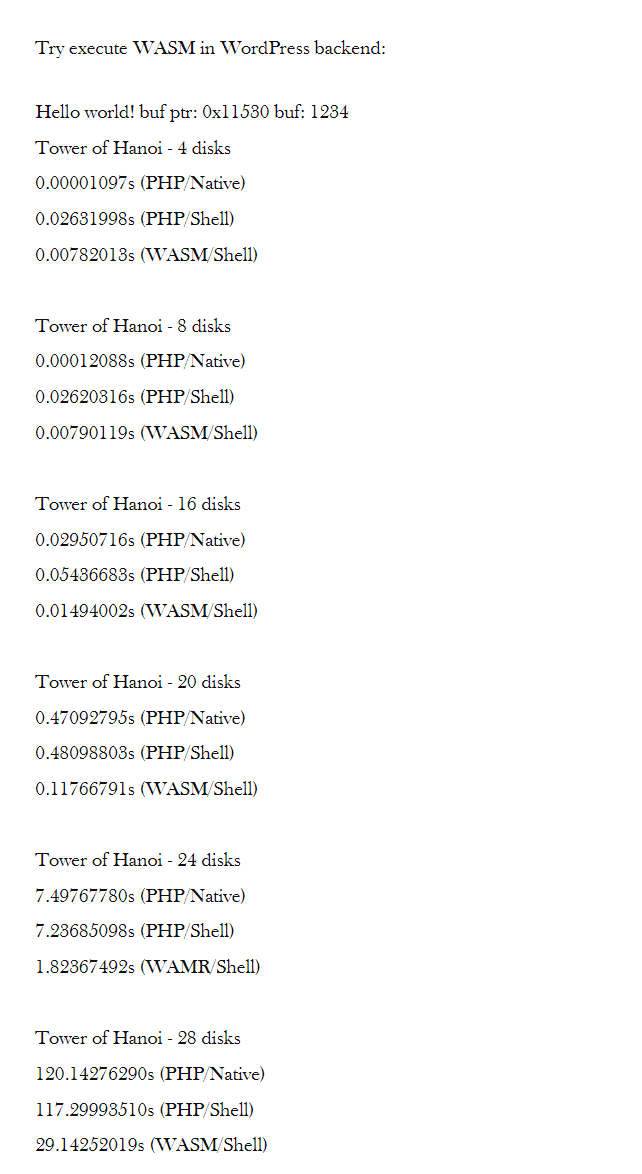 Try execute WASM in WordPress backend:
Hello world! buf ptr: 0x11530 buf: 1234
Tower of Hanoi - 4 disks
0.00001097s (PHP/Native)
0.02631998s (PHP/Shell)
0.00782013s (WASM/Shell)
Tower of Hanoi - 8 disks
0.00012088s (PHP/Native)
0.02620316s (PHP/Shell)
0.00790119s (WASM/Shell)
Tower of Hanoi - 16 disks
0.02950716s (PHP/Native)
0.05436683s (PHP/Shell)
0.01494002s (WASM/Shell)
Tower of Hanoi - 20 disks
0.47092795s (PHP/Native)
0.48098803s (PHP/Shell)
0.11766791s (WASM/Shell)
Tower of Hanoi - 24 disks
7.49767780s (PHP/Native)
7.23685098s (PHP/Shell)
1.82367492s (WAMR/Shell)
Tower of Hanoi - 28 disks
120.14276290s (PHP/Native)
117.29993510s (PHP/Shell)
29.14252019s (WASM/Shell)